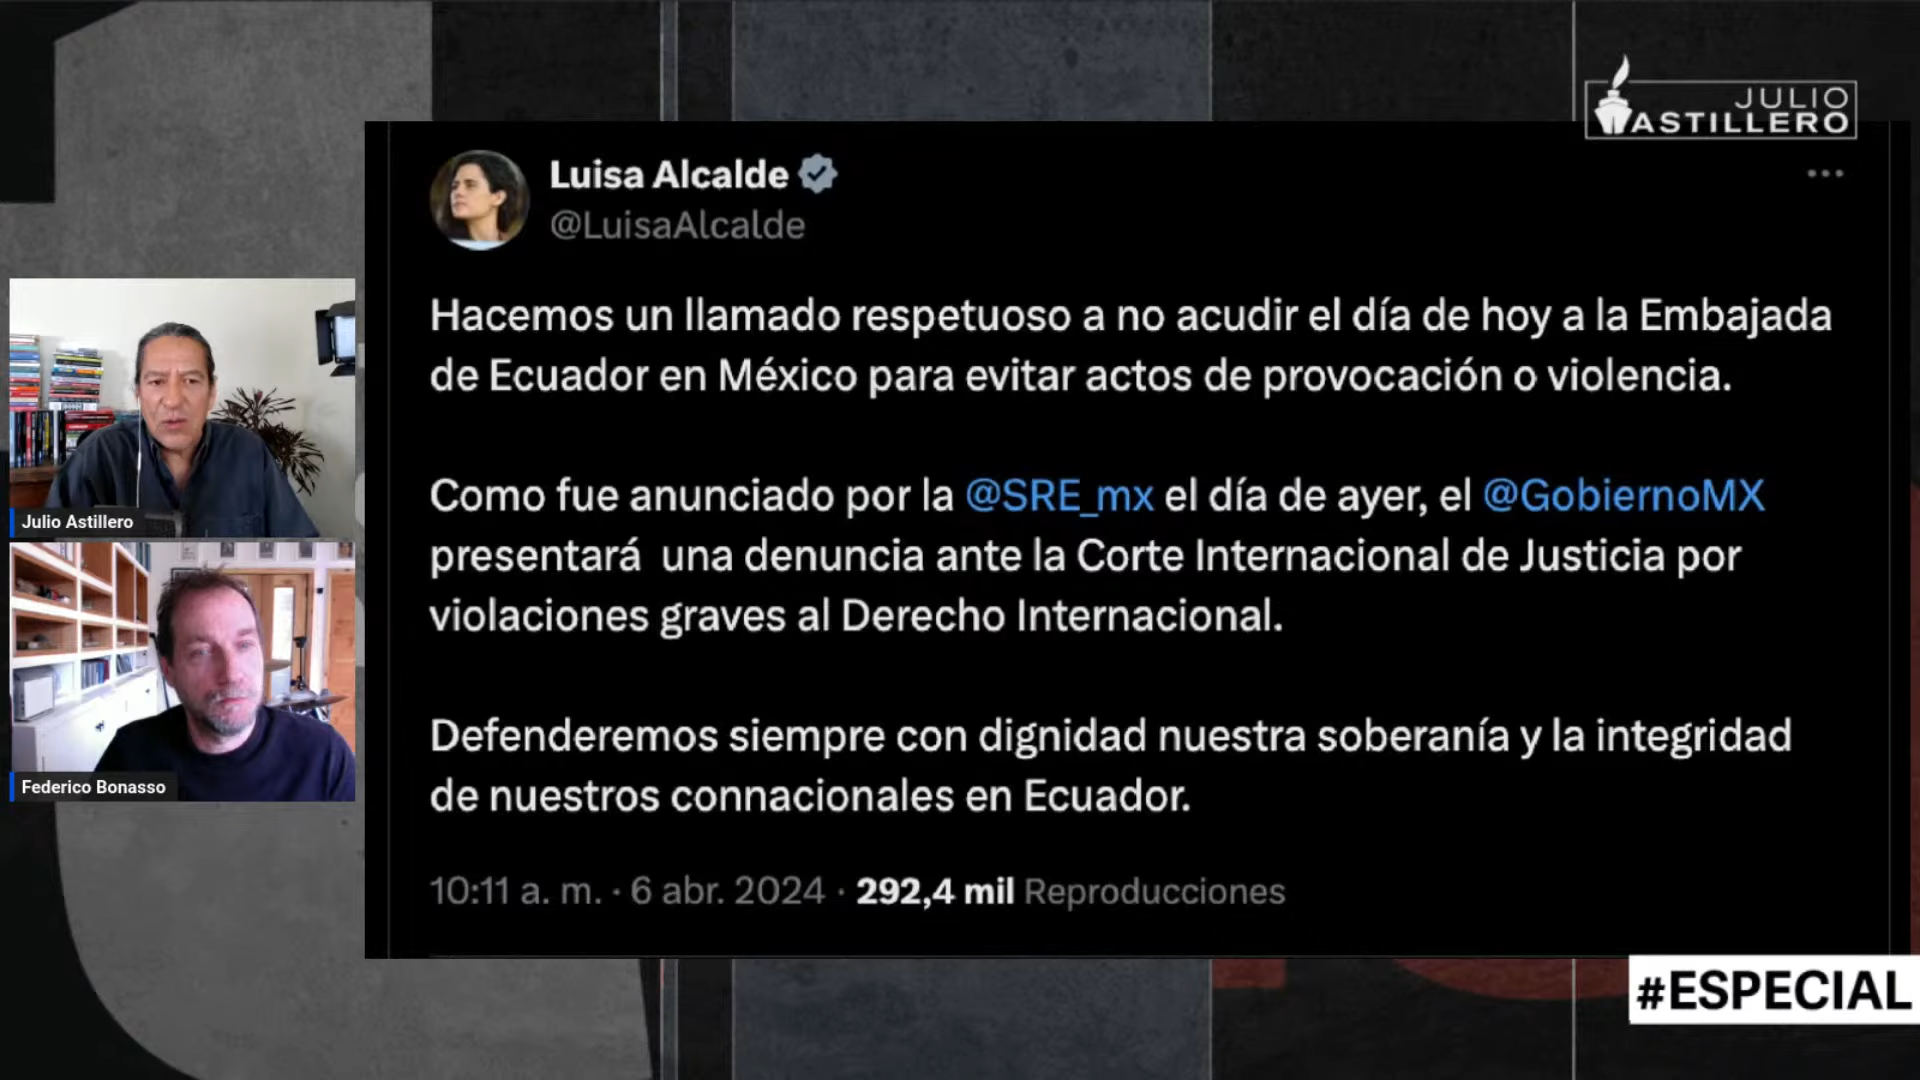 JULIO
ASTILLERO
Luisa Alcalde
@LuisaAlcalde
Hacemos un llamado respetuoso a no acudir el día de hoy a la Embajada
de Ecuador en México para evitar actos de provocación o violencia.
Como fue anunciado por la @SRE_mx el día de ayer, el @GobiernoMX
presentará  una denuncia ante la Corte Internacional de Justicia por
violaciones graves al Derecho Internacional.
Defenderemos siempre con dignidad nuestra soberanía y la integridad
de nuestros connacionales en Ecuador.
10:11 a. m. · 6 abr. 2024 · 292,4 mil Reproducciones
Julio Astillero
Federico Bonasso
#ESPECIAL